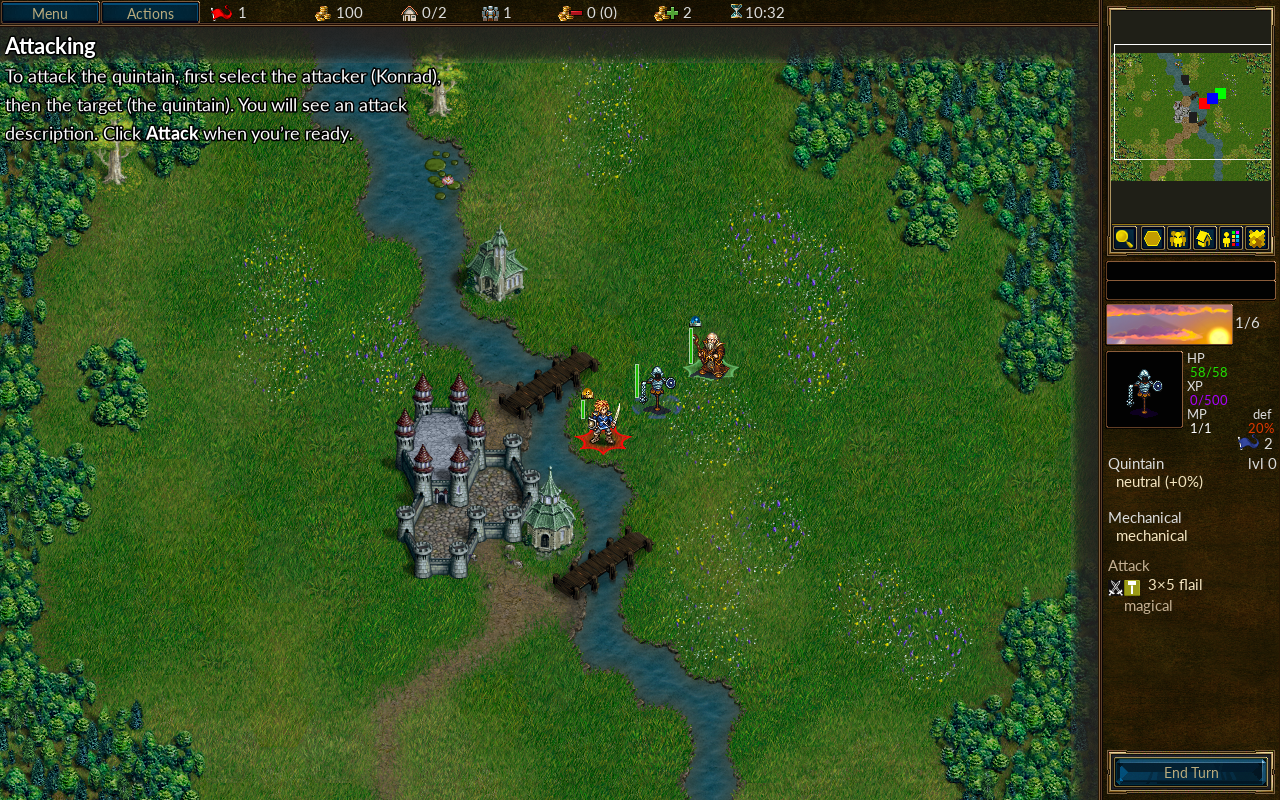 Menu Actions 1 100 0/2 1 0 (0) 2 10:32
Attacking
To attack the quintain, first select the attacker (Konrad),
then the target (the quintain). You will see an attack
description. Click Attack when you're ready.
1/6
HP
58/58
XP
0/500
MP def
1/1 20%
2
Quintain lvl 0
neutral (+0%)
Mechanical
mechanical
Attack
3×5 flail
magical
End Turn